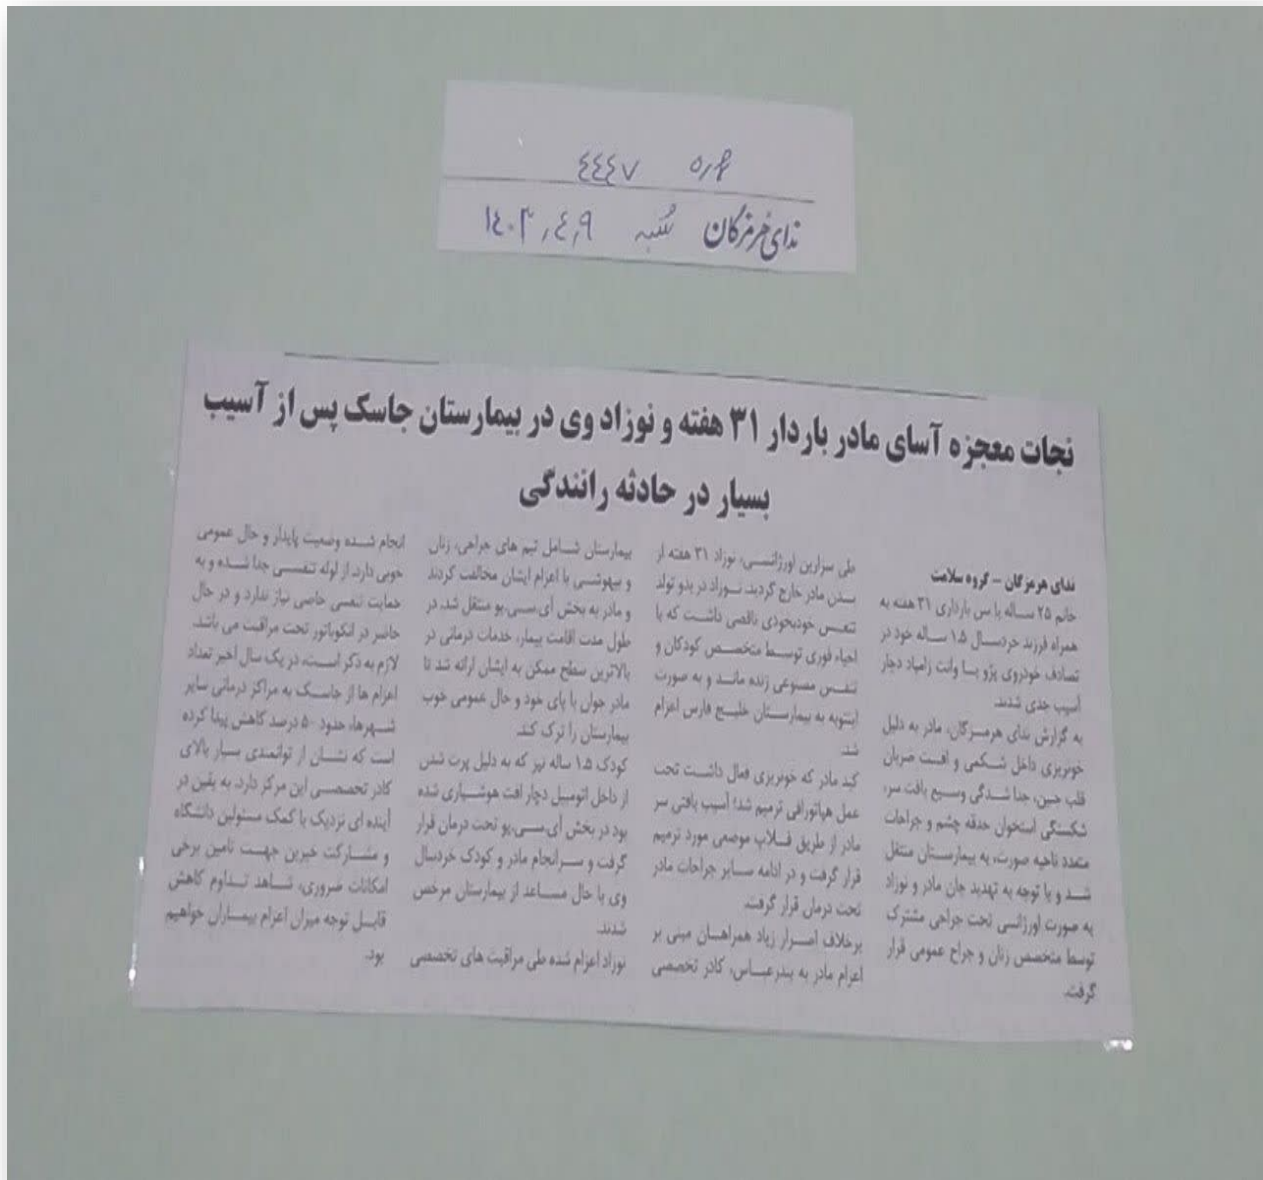 ۴۴۴۷
ندای هرمزگان شنبه ۱۴۰۳,۴,۹
نجات معجزه آسای مادر باردار ۳۱ هفته و نوزاد وی در بیمارستان جاسک پس از آسیب
بسیار در حادثه رانندگی
ندای هرمزگان - گروه سلامت
خانم ۲۵ ساله با سن بارداری ۳۱ هفته به
همراه فرزند خردسال ۱.۵ ساله خود در
تصادف خودروی پژو با وانت زامیاد دچار
آسیب جدی شدند.
به گزارش ندای هرمزگان، مادر به دلیل
خونریزی داخل شکمی و افت ضربان
قلب جنین، جدا شدگی وسیع بافت سر،
شکستگی استخوان حدقه چشم و جراحات
متعدد ناحیه صورت، به بیمارستان منتقل
شد و با توجه به تهدید جان مادر و نوزاد
به صورت اورژانسی تحت جراحی مشترک
توسط متخصص زنان و جراح عمومی قرار
گرفت.
طی سزارین اورژانسی، نوزاد ۳۱ هفته از
بدن مادر خارج گردید. نوزاد در بدو تولد
تنفس خودبخودی ناقصی داشت که با
احیاء فوری توسط متخصص کودکان و
تنفس مصنوعی زنده ماند و به صورت
اینتوبه به بیمارستان خلیج فارس اعزام
شد.
کبد مادر که خونریزی فعال داشت تحت
عمل هپاتورافی ترمیم شد؛ آسیب بافتی سر
مادر از طریق فلاپ موضعی مورد ترمیم
قرار گرفت و در ادامه سایر جراحات مادر
تحت درمان قرار گرفت.
برخلاف اصرار زیاد همراهان مبنی بر
اعزام مادر به بندرعباس، کادر تخصصی
بیمارستان شامل تیم های جراحی، زنان
و بیهوشی با اعزام ایشان مخالفت کردند
و مادر به بخش آی.سی.یو منتقل شد. در
طول مدت اقامت بیمار، خدمات درمانی در
بالاترین سطح ممکن به ایشان ارائه شد تا
مادر جوان با پای خود و حال عمومی خوب
بیمارستان را ترک کند.
کودک ۱.۵ ساله نیز که به دلیل پرت شدن
از داخل اتومبیل دچار افت هوشیاری شده
بود در بخش آی.سی.یو تحت درمان قرار
گرفت و سرانجام مادر و کودک خردسال
وی با حال مساعد از بیمارستان مرخص
شدند.
نوزاد اعزام شده طی مراقبت های تخصصی
انجام شده وضعیت پایدار و حال عمومی
خوبی دارد. از لوله تنفسی جدا شده و به
حمایت تنفسی خاصی نیاز ندارد و در حال
حاضر در انکوباتور تحت مراقبت می باشد.
لازم به ذکر است، در یک سال اخیر تعداد
اعزام ها از جاسک به مراکز درمانی سایر
شهرها، حدود ۵۰ درصد کاهش پیدا کرده
است که نشان از توانمندی بسیار بالای
کادر تخصصی این مرکز دارد. به یقین در
آینده ای نزدیک با کمک مسئولین دانشگاه
و مشارکت خیرین جهت تامین برخی
امکانات ضروری، شاهد تداوم کاهش
قابل توجه میزان اعزام بیماران خواهیم
بود.